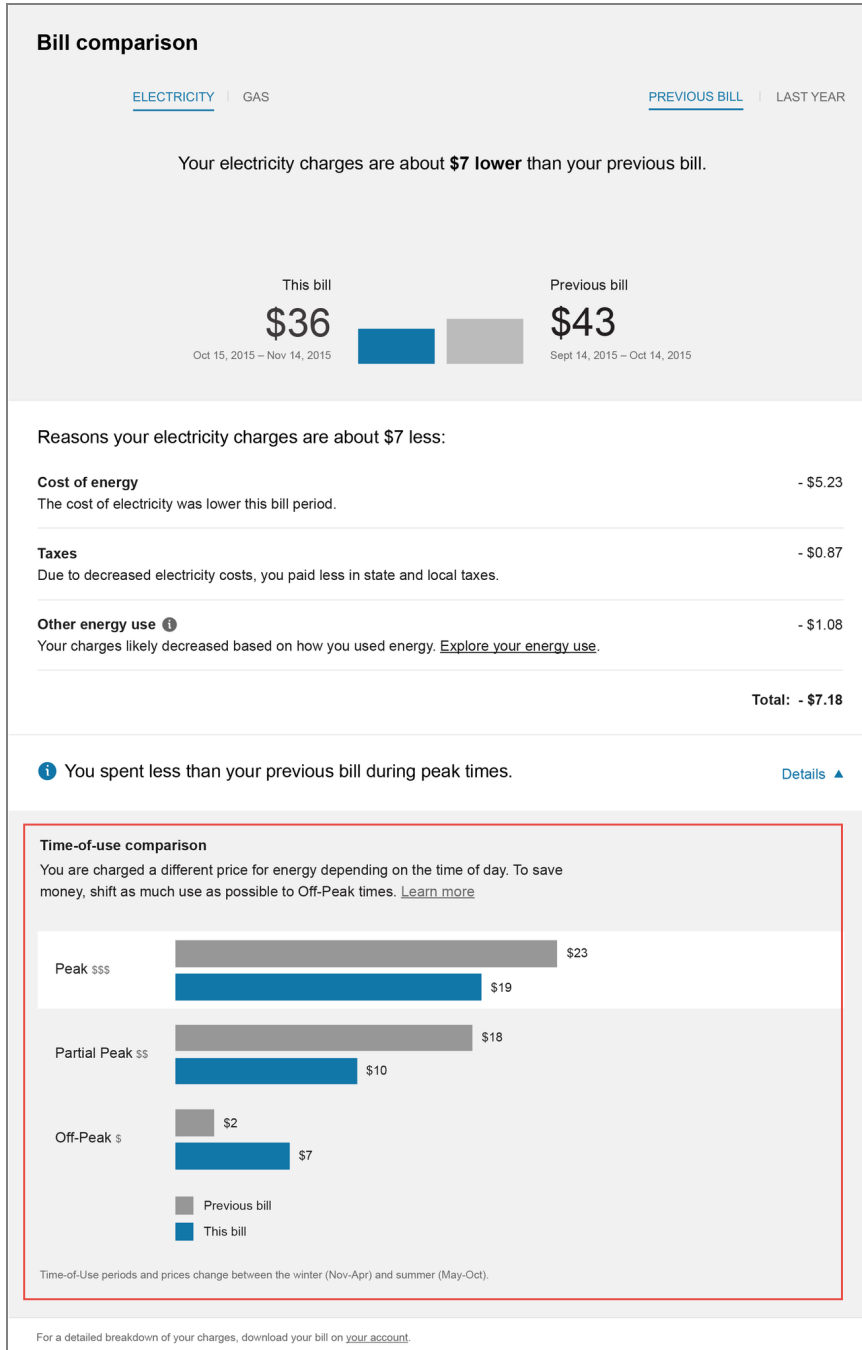 Bill comparison
ELECTRICITY | GAS
PREVIOUS BILL | LAST YEAR
Your electricity charges are about $7 lower than your previous bill.
This bill
$36
Oct 15, 2015 – Nov 14, 2015
Previous bill
$43
Sept 14, 2015 – Oct 14, 2015
Reasons your electricity charges are about $7 less:
Cost of energy - $5.23
The cost of electricity was lower this bill period.
Taxes - $0.87
Due to decreased electricity costs, you paid less in state and local taxes.
Other energy use i - $1.08
Your charges likely decreased based on how you used energy. Explore your energy use.
Total: - $7.18
i You spent less than your previous bill during peak times. Details ▲
Time-of-use comparison
You are charged a different price for energy depending on the time of day. To save
money, shift as much use as possible to Off-Peak times. Learn more
$23
Peak $$$
$19
$18
Partial Peak $$
$10
$2
Off-Peak $
$7
Previous bill
This bill
Time-of-Use periods and prices change between the winter (Nov-Apr) and summer (May-Oct).
For a detailed breakdown of your charges, download your bill on your account.